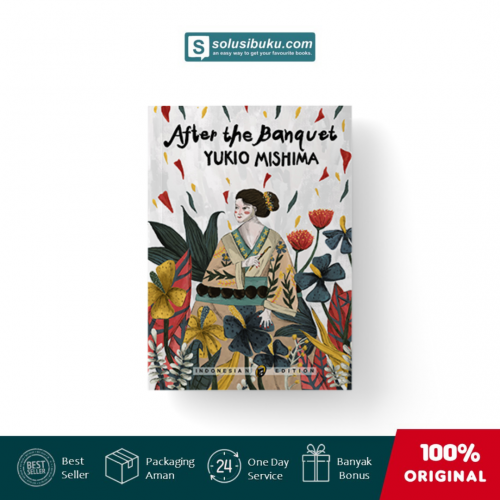 S solusibuku.com
an easy way to get your favourite books.
After the Banquet
YUKIO MISHIMA
INDONESIAN EDITION
BEST SELLER
Best Seller
Packaging Aman
24
One Day Service
Banyak Bonus
100%
ORIGINAL